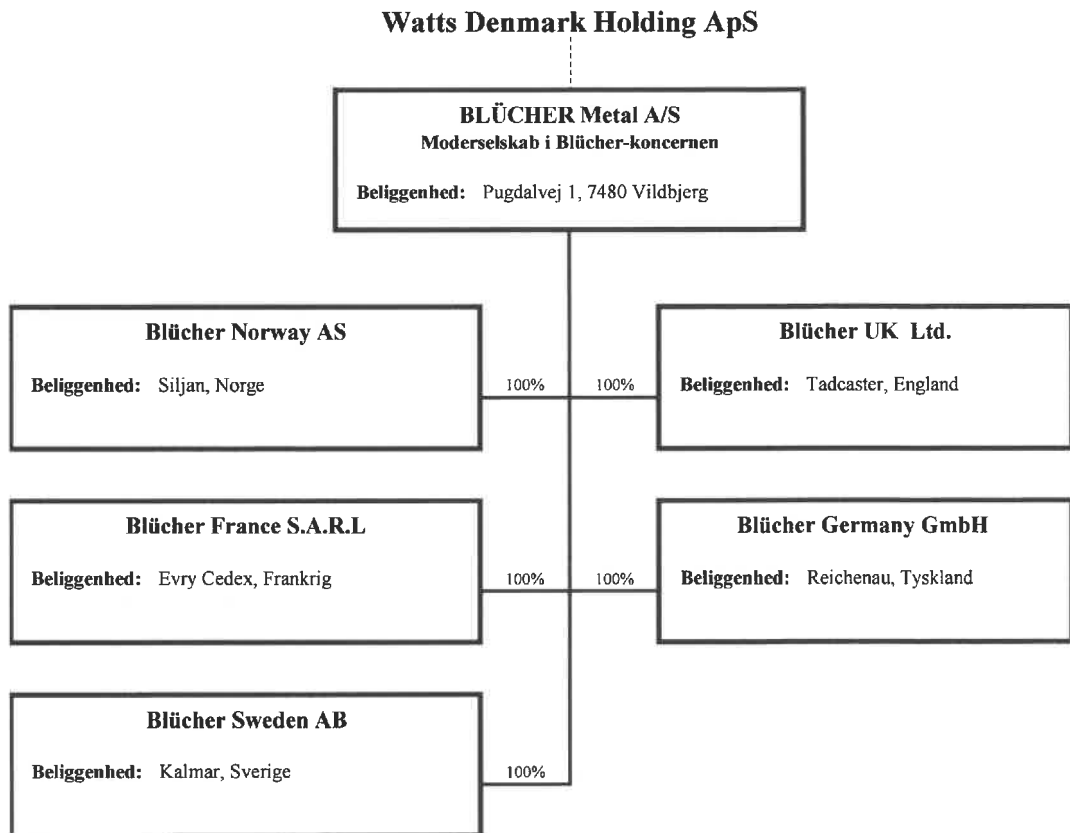 Watts Denmark Holding ApS
BLÜCHER Metal A/S
Moderselskab i Blücher-koncernen
Beliggenhed: Pugdalvej 1, 7480 Vildbjerg
Blücher Norway AS
Beliggenhed: Siljan, Norge
100%
100%
Blücher UK Ltd.
Beliggenhed: Tadcaster, England
Blücher France S.A.R.L
Beliggenhed: Evry Cedex, Frankrig
100%
100%
Blücher Germany GmbH
Beliggenhed: Reichenau, Tyskland
Blücher Sweden AB
Beliggenhed: Kalmar, Sverige
100%